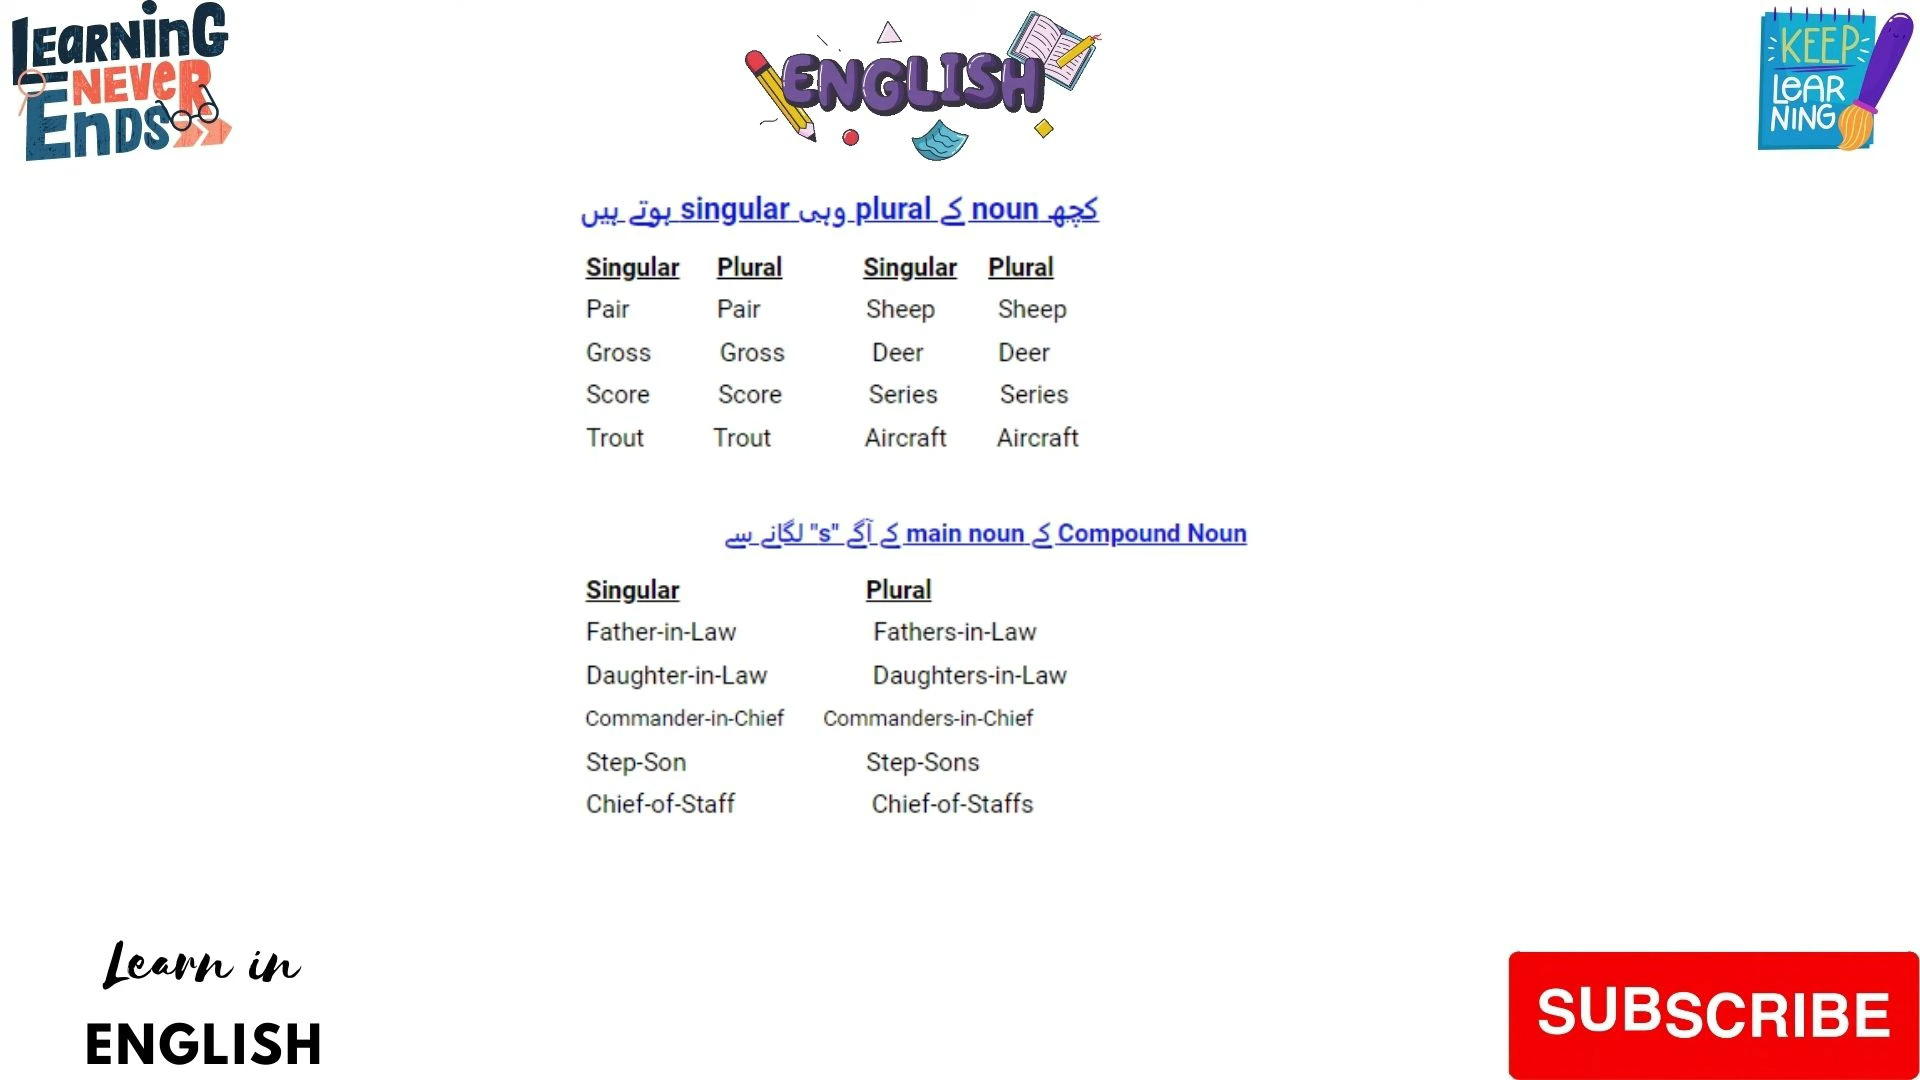 LEARNING
NEVER
ENDS
ENGLISH
KEEP
LEAR
NING
کچھ noun کے plural وہی singular ہوتے ہیں
Singular Plural Singular Plural
Pair Pair Sheep Sheep
Gross Gross Deer Deer
Score Score Series Series
Trout Trout Aircraft Aircraft
Compound Noun کے main noun کے آگے "s" لگانے سے
Singular Plural
Father-in-Law Fathers-in-Law
Daughter-in-Law Daughters-in-Law
Commander-in-Chief Commanders-in-Chief
Step-Son Step-Sons
Chief-of-Staff Chief-of-Staffs
Learn in
ENGLISH
SUBSCRIBE